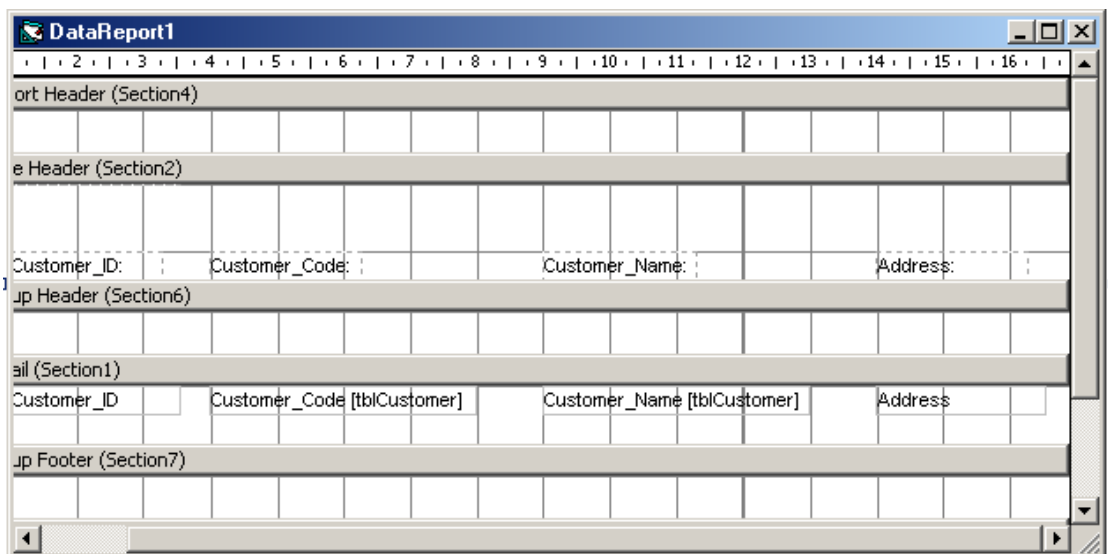 DataReport1
2 3 4 5 6 7 8 9 10 11 12 13 14 15 16
ort Header (Section4)
e Header (Section2)
Customer_ID: Customer_Code: Customer_Name: Address:
up Header (Section6)
ail (Section1)
Customer_ID Customer_Code [tblCustomer] Customer_Name [tblCustomer] Address
up Footer (Section7)